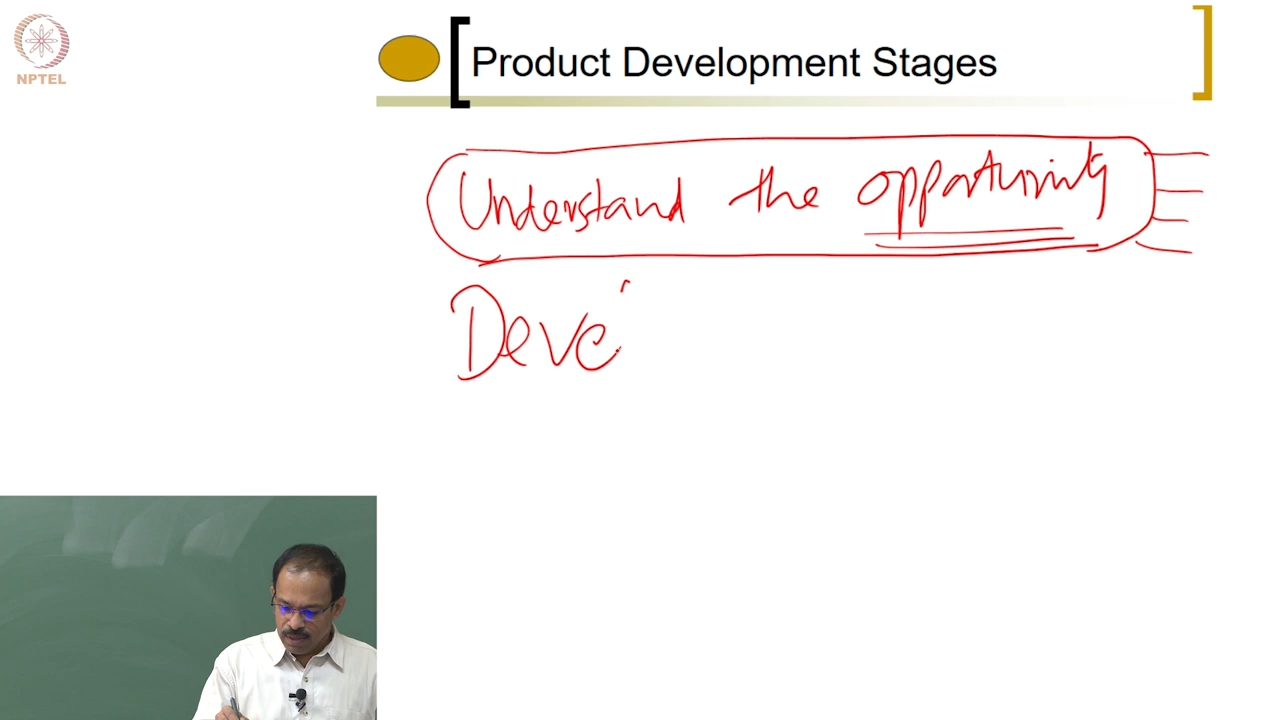 NPTEL
Product Development Stages
Understand the opportunity
Deve